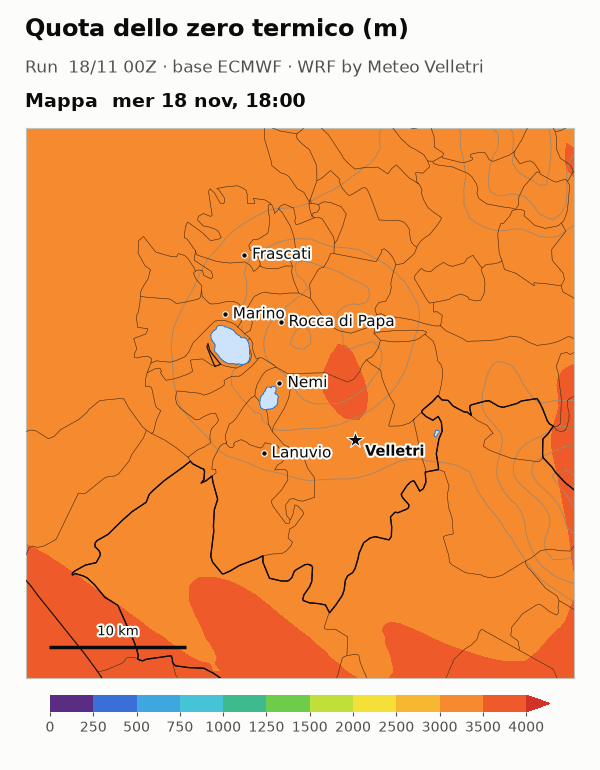 Quota dello zero termico (m)
Run  18/11 00Z · base ECMWF · WRF by Meteo Velletri
Mappa  mer 18 nov, 18:00
Frascati
Marino
Rocca di Papa
Nemi
Velletri
Lanuvio
10 km
0 250 500 750 1000 1250 1500 2000 2500 3000 3500 4000